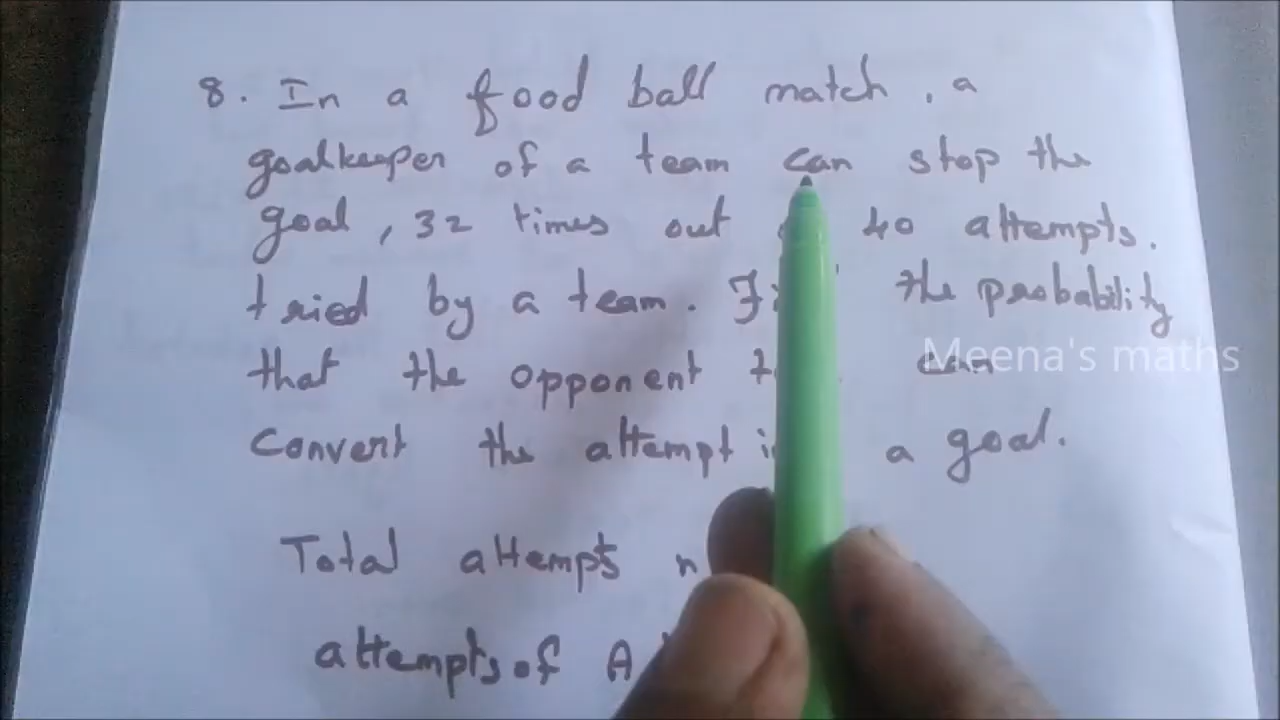 8. In a food ball match, a
goalkeeper of a team can stop the
goal, 32 times out 40 attempts.
tried by a team. the probability
that the opponent can
Convert the attempt a goal.
Total attempts n
attempts of A
Meena's maths